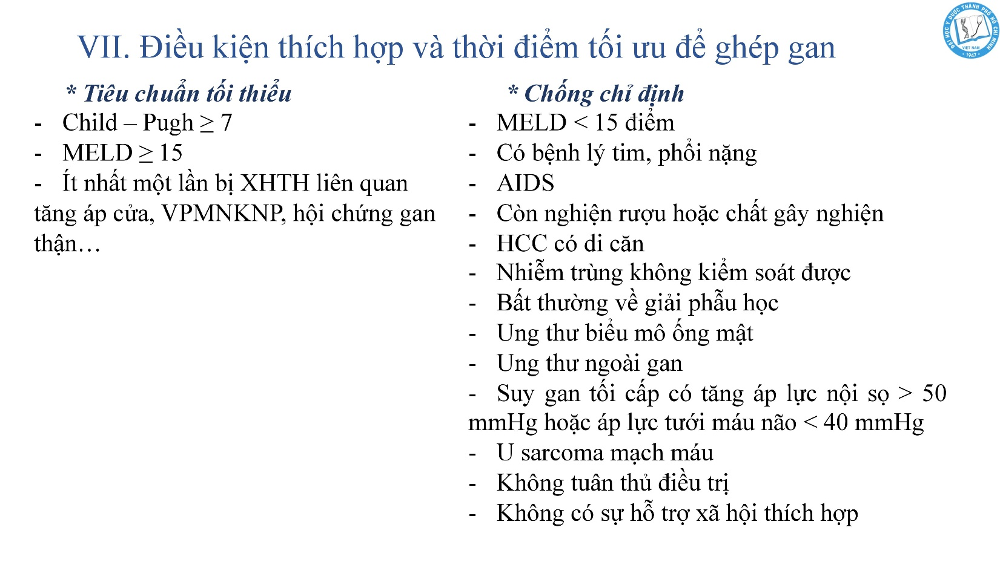 ĐẠI HỌC Y DƯỢC THÀNH PHỐ HỒ CHÍ MINH
VIỆT NAM
1947
VII. Điều kiện thích hợp và thời điểm tối ưu để ghép gan
* Tiêu chuẩn tối thiểu
- Child – Pugh ≥ 7
- MELD ≥ 15
- Ít nhất một lần bị XHTH liên quan
tăng áp cửa, VPMNKNP, hội chứng gan
thận…
* Chống chỉ định
- MELD < 15 điểm
- Có bệnh lý tim, phổi nặng
- AIDS
- Còn nghiện rượu hoặc chất gây nghiện
- HCC có di căn
- Nhiễm trùng không kiểm soát được
- Bất thường về giải phẫu học
- Ung thư biểu mô ống mật
- Ung thư ngoài gan
- Suy gan tối cấp có tăng áp lực nội sọ > 50
mmHg hoặc áp lực tưới máu não < 40 mmHg
- U sarcoma mạch máu
- Không tuân thủ điều trị
- Không có sự hỗ trợ xã hội thích hợp